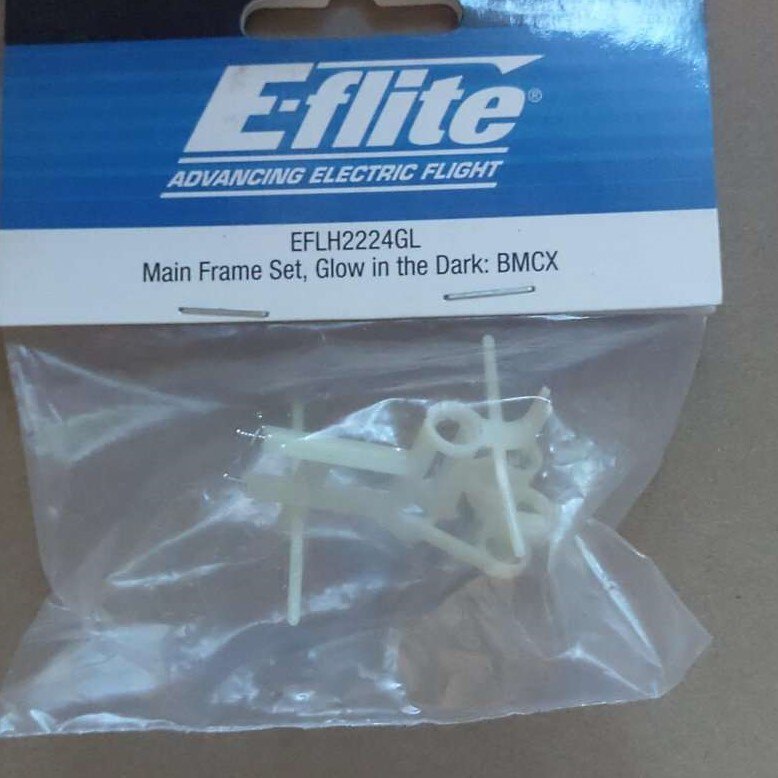 E-flite®
ADVANCING ELECTRIC FLIGHT
EFLH2224GL
Main Frame Set, Glow in the Dark: BMCX